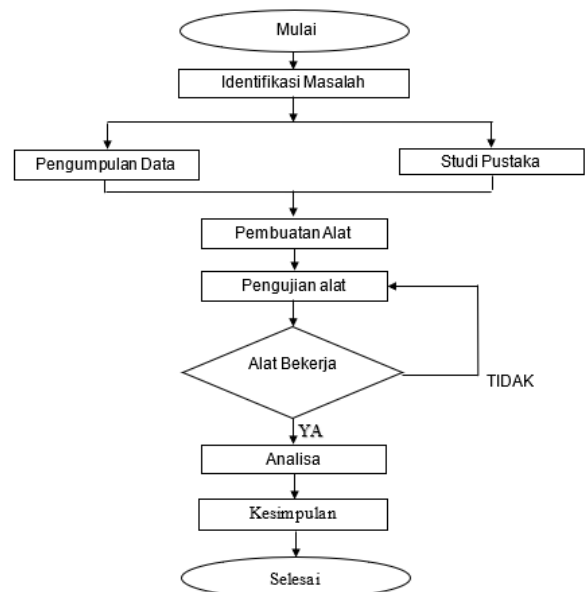 Mulai
Identifikasi Masalah
Pengumpulan Data
Studi Pustaka
Pembuatan Alat
Pengujian alat
Alat Bekerja
TIDAK
YA
Analisa
Kesimpulan
Selesai